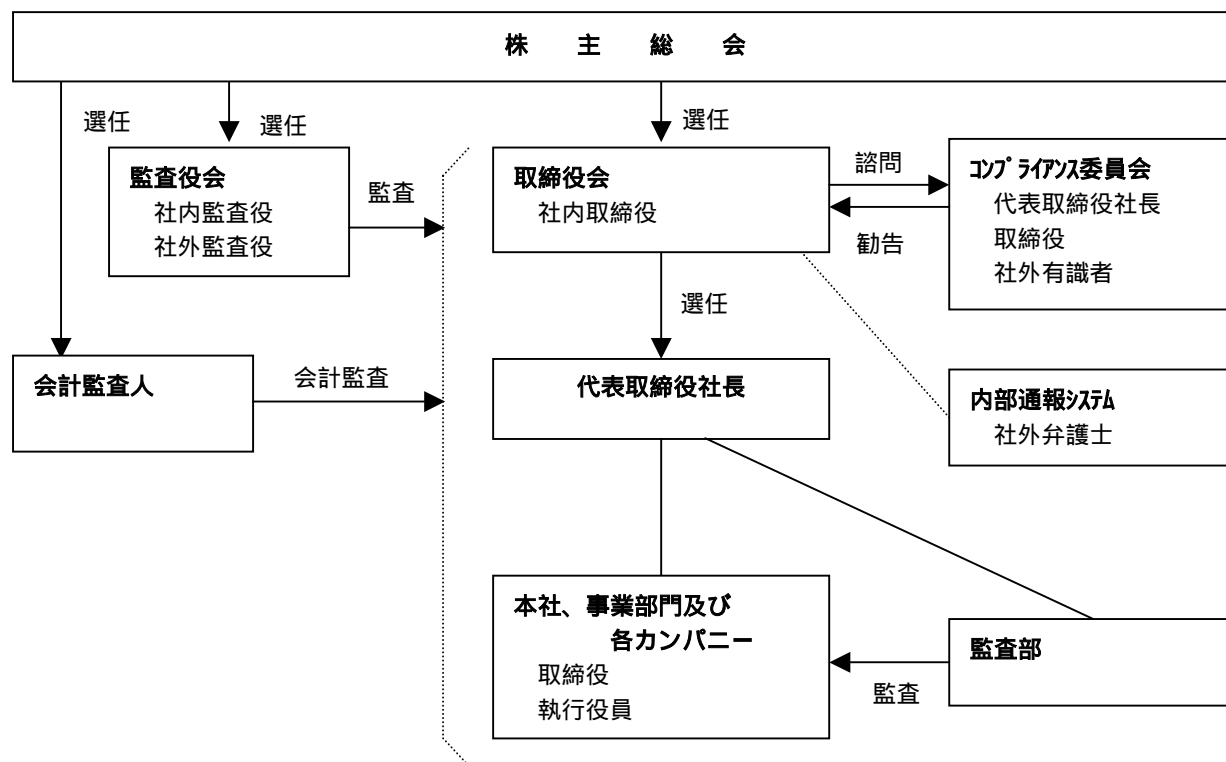 株 主 総 会
選任
選任
選任
監査役会
社内監査役
社外監査役
監査
取締役会
社内取締役
諮問
勧告
コンプライアンス委員会
代表取締役社長
取締役
社外有識者
選任
会計監査人
会計監査
代表取締役社長
内部通報システム
社外弁護士
本社、事業部門及び
各カンパニー
取締役
執行役員
監査
監査部